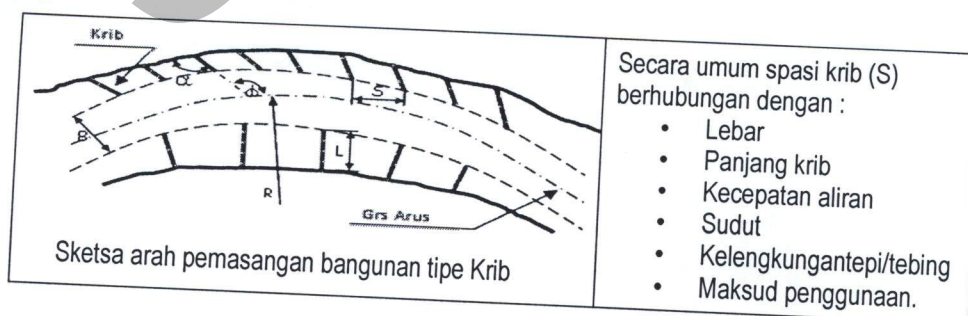 Krib
α
Φ
S
B
L
R
Grs Arus
Sketsa arah pemasangan bangunan tipe Krib
Secara umum spasi krib (S)
berhubungan dengan :
• Lebar
• Panjang krib
• Kecepatan aliran
• Sudut
• Kelengkungantepi/tebing
• Maksud penggunaan.